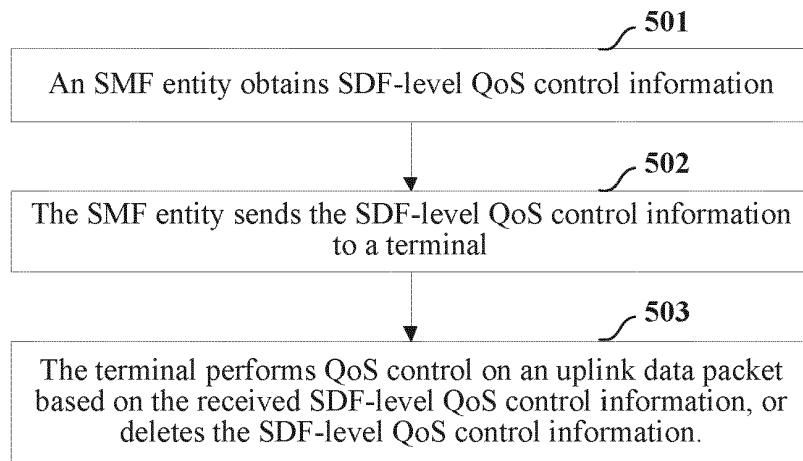 501
An SMF entity obtains SDF-level QoS control information
502
The SMF entity sends the SDF-level QoS control information
to a terminal
503
The terminal performs QoS control on an uplink data packet
based on the received SDF-level QoS control information, or
deletes the SDF-level QoS control information.